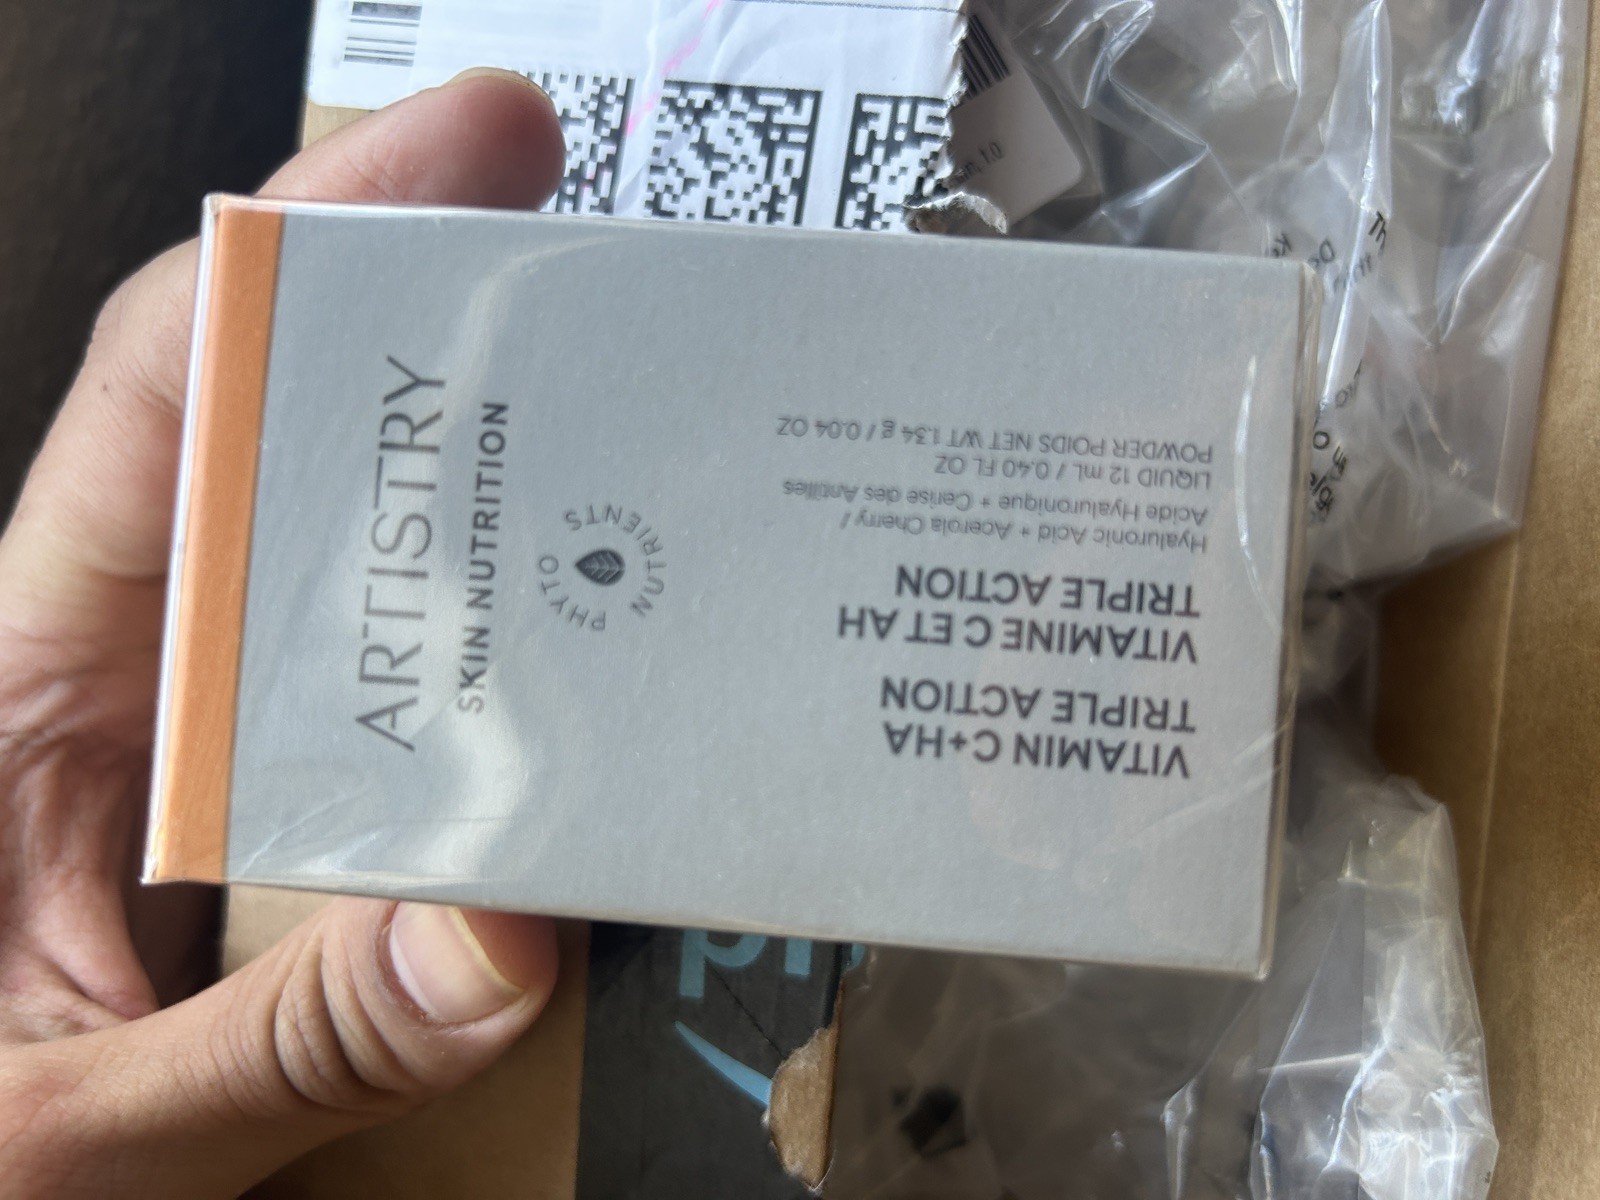 ARTISTRY
SKIN NUTRITION
PHYTO NUTRIENTS
VITAMIN C+HA
TRIPLE ACTION
VITAMINE C ET AH
TRIPLE ACTION
Hyaluronic Acid + Acerola Cherry /
Acide Hyaluronique + Cerise des Antilles
LIQUID 12 mL / 0.40 FL OZ
POWDER POIDS NET WT 1.34 g / 0.04 OZ